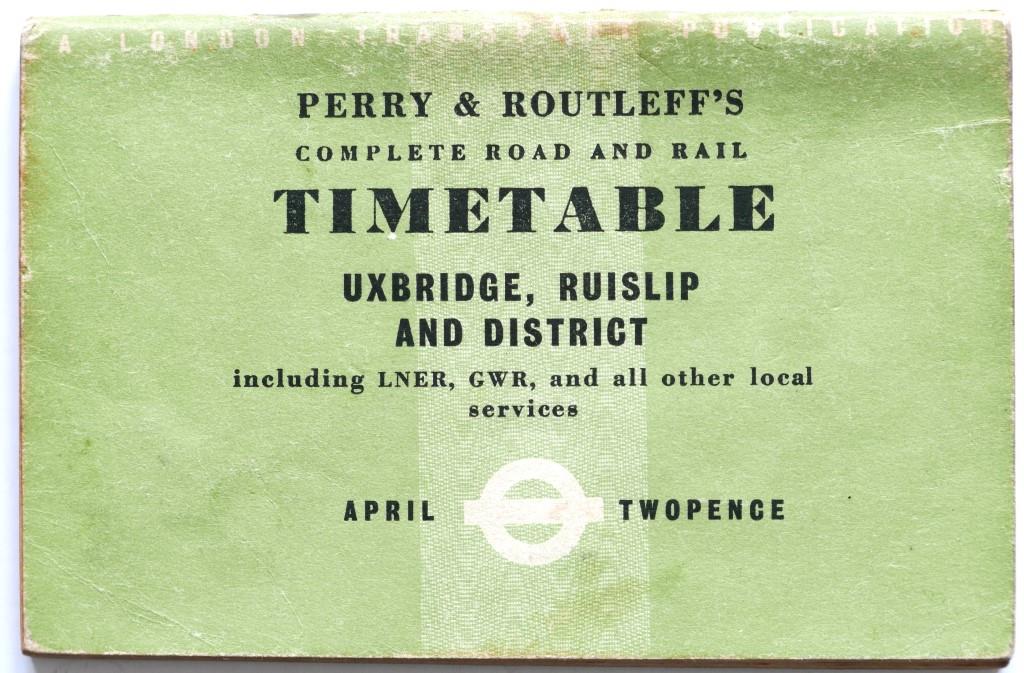 A LONDON TRANSPORT PUBLICATION
PERRY & ROUTLEFF'S
COMPLETE ROAD AND RAIL
TIMETABLE
UXBRIDGE, RUISLIP
AND DISTRICT
including LNER, GWR, and all other local
services
APRIL TWOPENCE